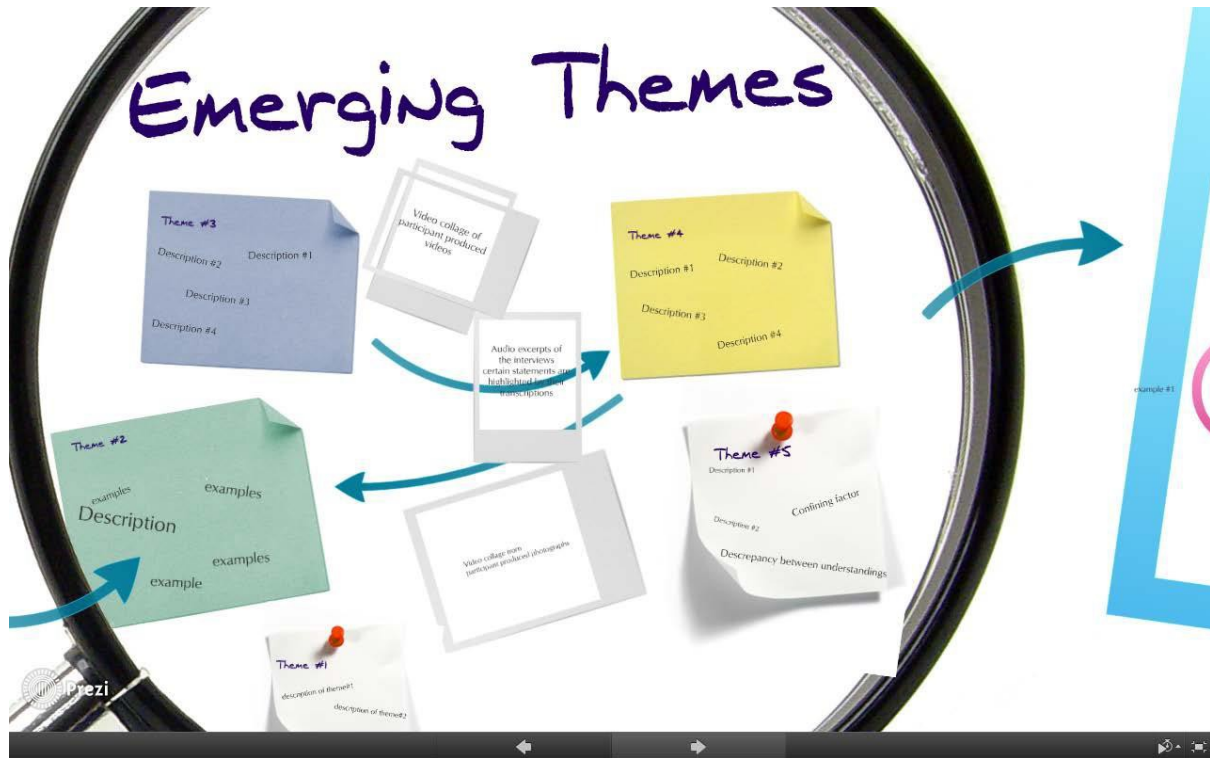 Emerging Themes
Theme #3
Description #2
Description #1
Description #3
Description #4
Video collage of
participant produced
videos
Theme #4
Description #1
Description #2
Description #3
Description #4
Audio excerpts of
the interviews
certain statements are
highlighted by their
transcriptions
Theme #2
examples
examples
Description
examples
example
Video collage from
participant produced photographs
Theme #5
Description #1
Confining factor
Description #2
Descrepancy between understandings
Theme #1
description of theme#1
description of theme#2
example #1
Prezi